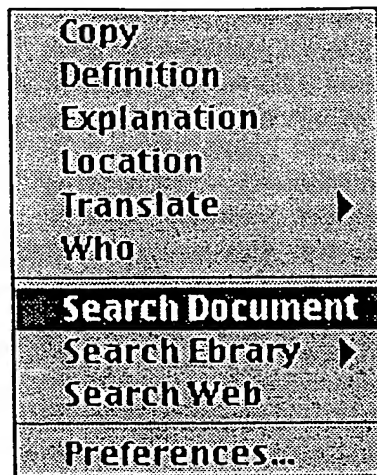 Copy
Definition
Explanation
Location
Translate
Who
Search Document
Search Ebrary
Search Web
Preferences...